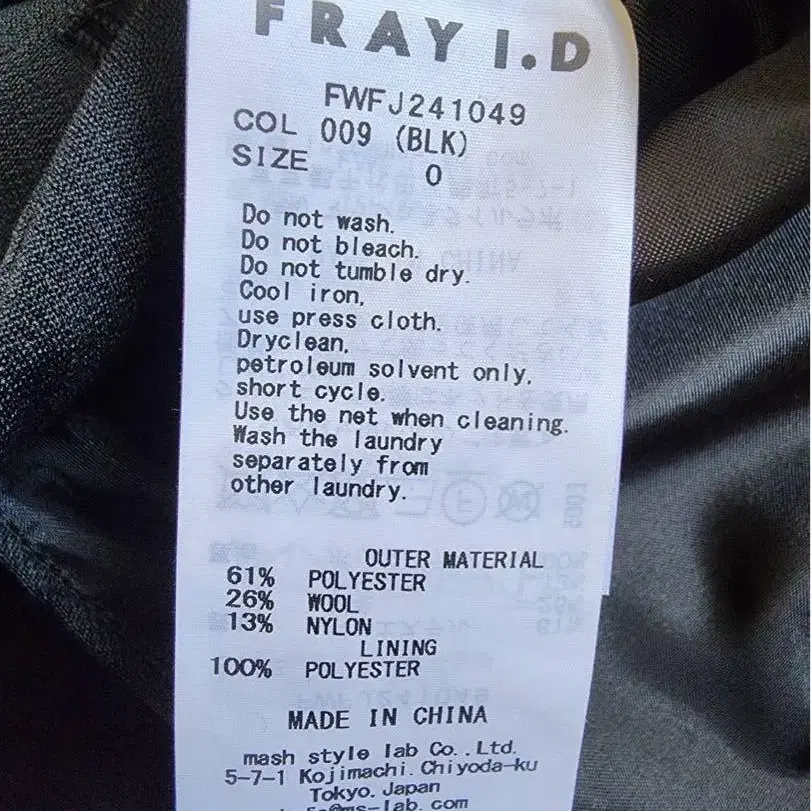 FRAY I.D
FWFJ241049
COL 009 (BLK)
SIZE 0
Do not wash.
Do not bleach.
Do not tumble dry.
Cool iron,
use press cloth.
Dryclean,
petroleum solvent only,
short cycle.
Use the net when cleaning.
Wash the laundry
separately from
other laundry.
OUTER MATERIAL
61% POLYESTER
26% WOOL
13% NYLON
LINING
100% POLYESTER
MADE IN CHINA
mash style lab Co.,Ltd.
5-7-1 Kojimachi. Chiyoda-ku
Tokyo. Japan